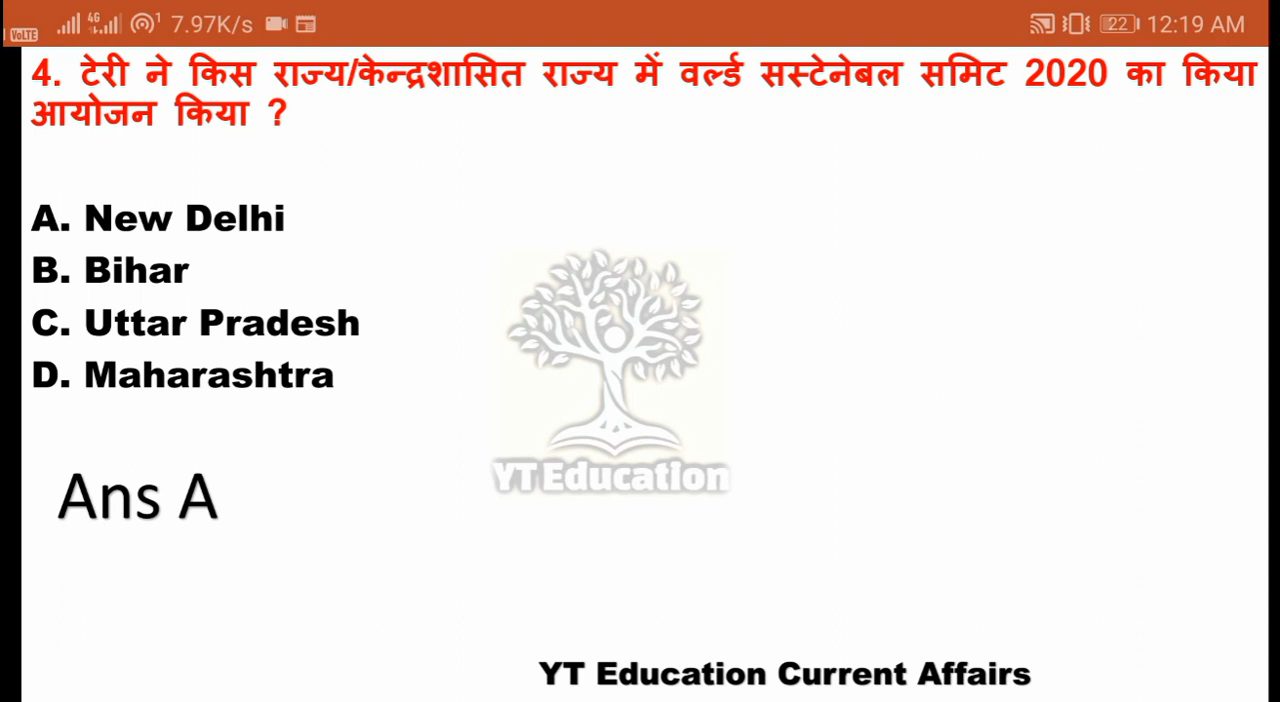 VoLTE 4G 1 7.97K/s 22 12:19 AM
4. टेरी ने किस राज्य/केन्द्रशासित राज्य में वर्ल्ड सस्टेनेबल समिट 2020 का किया
आयोजन किया ?
A. New Delhi
B. Bihar
C. Uttar Pradesh
D. Maharashtra
YT Education
Ans A
YT Education Current Affairs